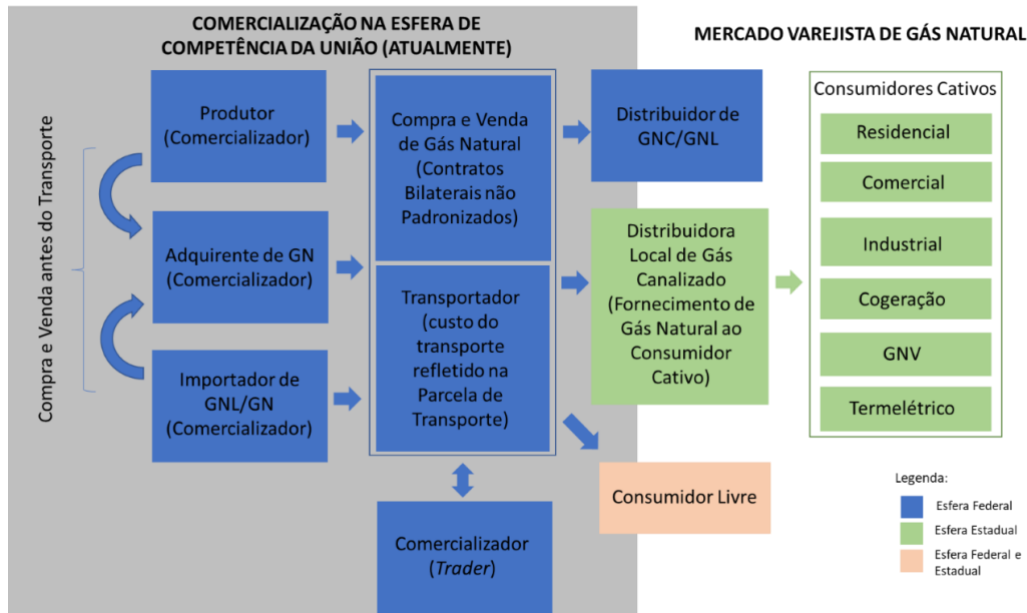 COMERCIALIZAÇÃO NA ESFERA DE
COMPETÊNCIA DA UNIÃO (ATUALMENTE)
MERCADO VAREJISTA DE GÁS NATURAL
Compra e Venda antes do Transporte
Produtor
(Comercializador)
Adquirente de GN
(Comercializador)
Importador de
GNL/GN
(Comercializador)
Compra e Venda
de Gás Natural
(Contratos
Bilaterais não
Padronizados)
Transportador
(custo do
transporte
refletido na
Parcela de
Transporte)
Comercializador
(Trader)
Distribuidor de
GNC/GNL
Distribuidora
Local de Gás
Canalizado
(Fornecimento de
Gás Natural ao
Consumidor
Cativo)
Consumidor Livre
Consumidores Cativos
Residencial
Comercial
Industrial
Cogeração
GNV
Termelétrico
Legenda:
Esfera Federal
Esfera Estadual
Esfera Federal e
Estadual